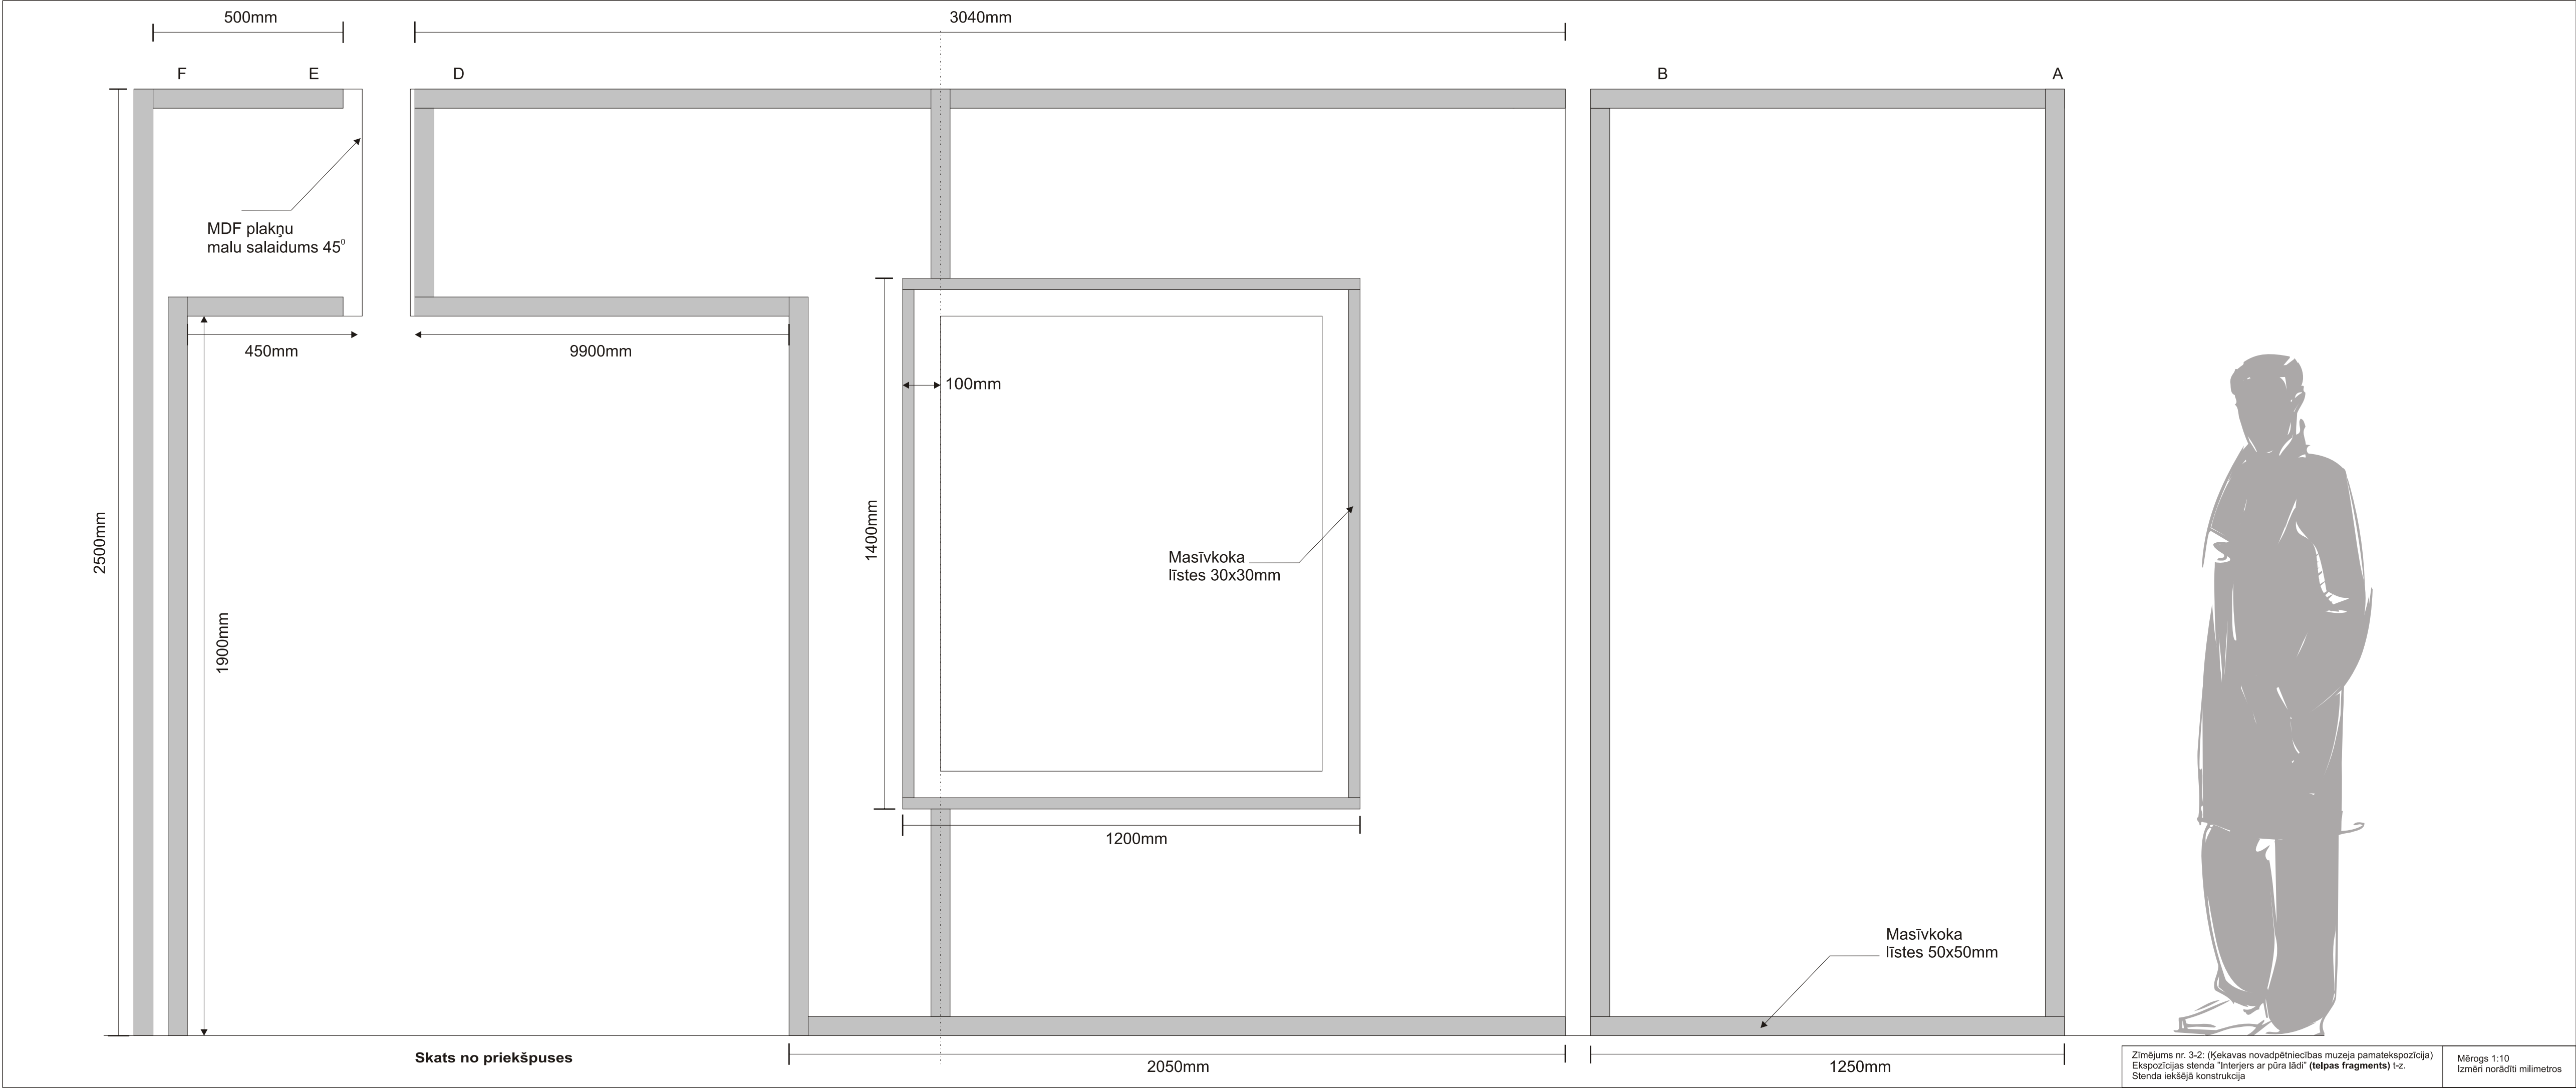 500mm
3040mm
F
E
D
B
A
MDF plakņu
malu salaidums 45⁰
450mm
9900mm
100mm
2500mm
1900mm
1400mm
Masīvkoka
līstes 30x30mm
1200mm
Masīvkoka
līstes 50x50mm
Skats no priekšpuses
2050mm
1250mm
Zīmējums nr. 3-2: (Ķekavas novadpētniecības muzeja pamatekspozīcija)
Ekspozīcijas stenda "Interjers ar pūra lādi" (telpas fragments) t-z.
Stenda iekšējā konstrukcija
Mērogs 1:10
Izmēri norādīti milimetros